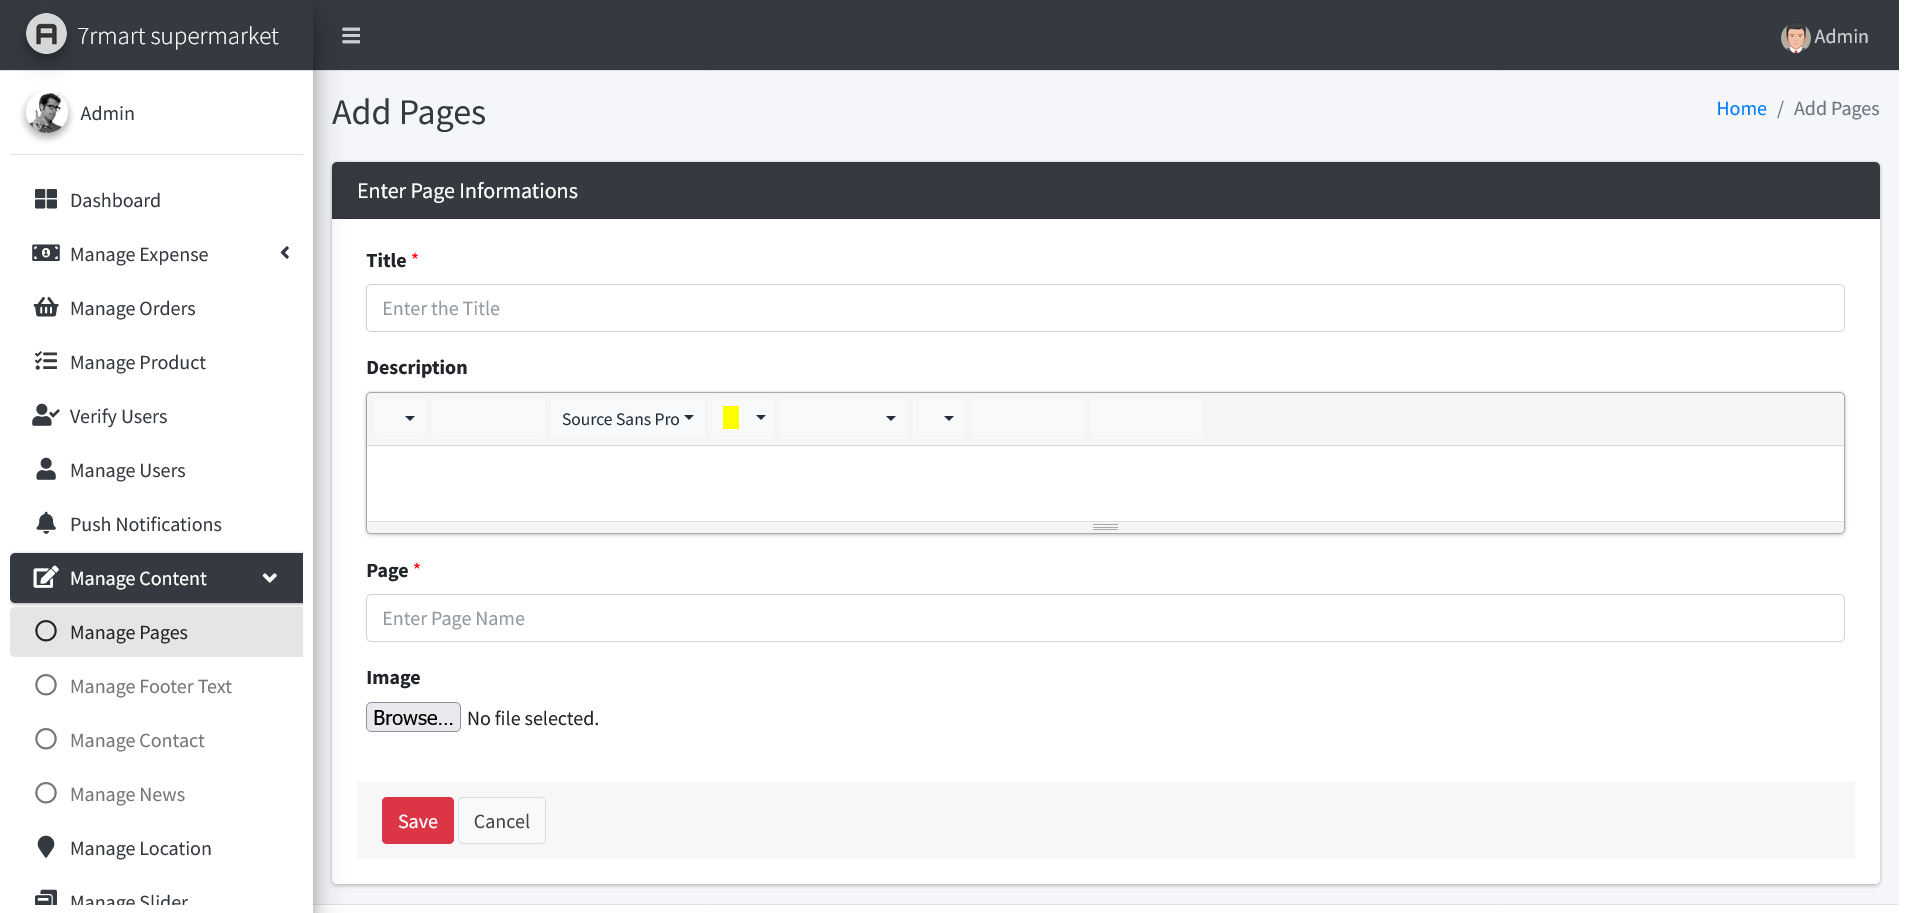 7rmart supermarket
Admin
Admin
Dashboard
Manage Expense
Manage Orders
Manage Product
Verify Users
Manage Users
Push Notifications
Manage Content
Manage Pages
Manage Footer Text
Manage Contact
Manage News
Manage Location
Manage Slider
Add Pages
Home / Add Pages
Enter Page Informations
Title *
Enter the Title
Description
Source Sans Pro
Page *
Enter Page Name
Image
Browse... No file selected.
Save Cancel